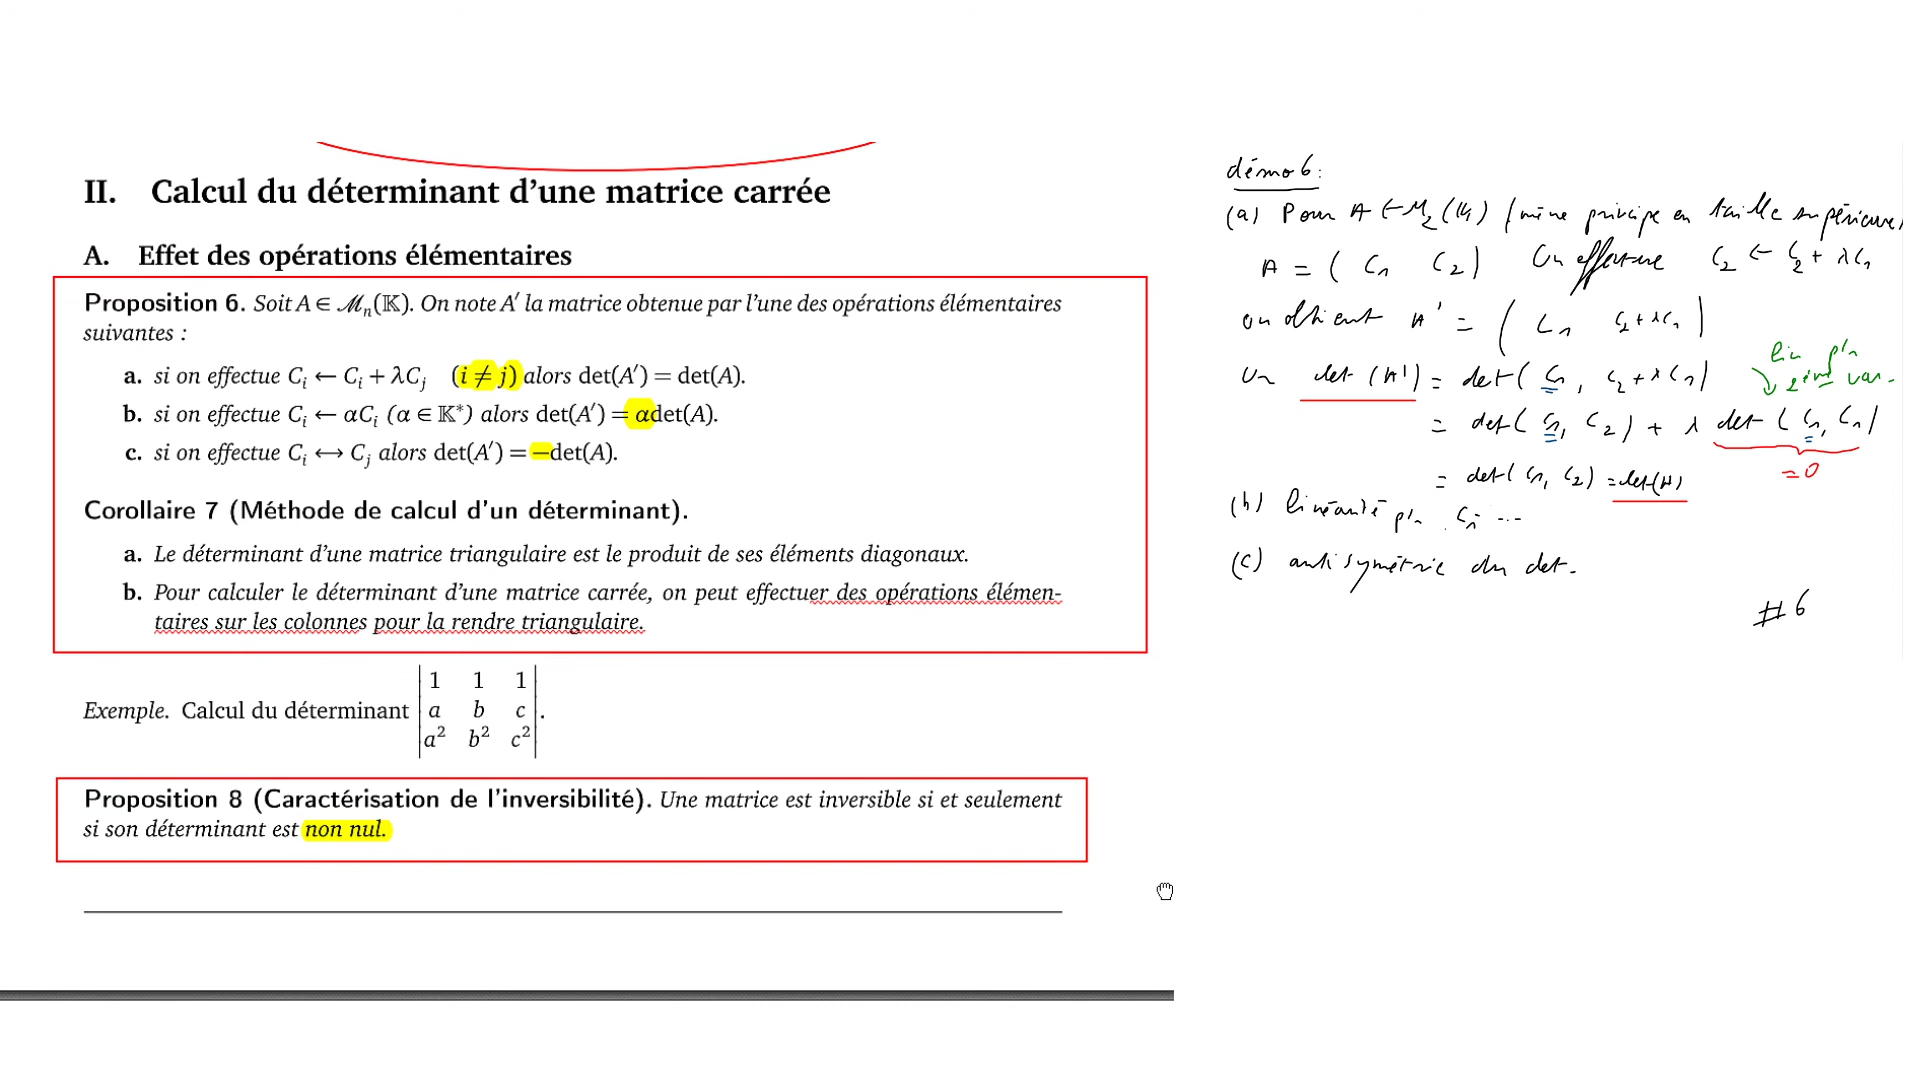 II. Calcul du déterminant d'une matrice carrée
A. Effet des opérations élémentaires
Proposition 6. Soit A ∈ ℳₙ(𝕂). On note A′ la matrice obtenue par l'une des opérations élémentaires
suivantes :
a. si on effectue Cᵢ ← Cᵢ + λCⱼ (i ≠ j) alors det(A′) = det(A).
b. si on effectue Cᵢ ← αCᵢ (α ∈ 𝕂*) alors det(A′) = αdet(A).
c. si on effectue Cᵢ ⟷ Cⱼ alors det(A′) = −det(A).
Corollaire 7 (Méthode de calcul d'un déterminant).
a. Le déterminant d'une matrice triangulaire est le produit de ses éléments diagonaux.
b. Pour calculer le déterminant d'une matrice carrée, on peut effectuer des opérations élémen-
taires sur les colonnes pour la rendre triangulaire.
1 1 1
Exemple. Calcul du déterminant a b c .
a² b² c²
Proposition 8 (Caractérisation de l'inversibilité). Une matrice est inversible si et seulement
si son déterminant est non nul.
démo 6 :
(a) Pour A ∈ M₂(𝕂) (même principe en taille supérieure)
A = ( C₁ C₂ ) On effectue C₂ ← C₂ + λC₁
on obtient A' = ( C₁ C₂+λC₁ )
Or det(A') = det( C₁, C₂+λC₁ )
lin p/r
2ème var.
= det( C₁, C₂ ) + λ det( C₁, C₁ )
= 0
= det( C₁, C₂ ) = det(A)
(b) linéarité p/r Cᵢ ...
(c) antisymétrie du det.
#6